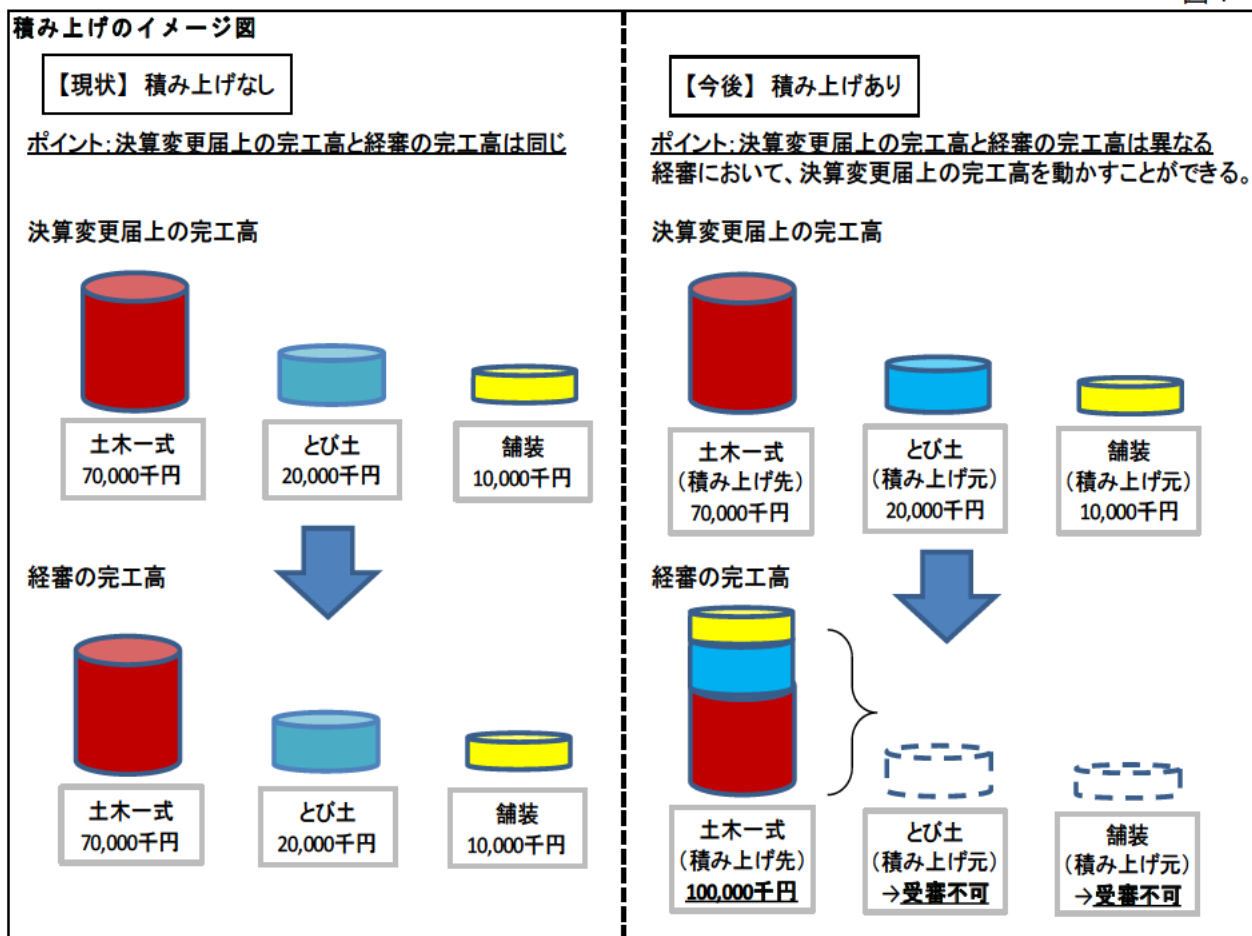 積み上げのイメージ図
【現状】 積み上げなし
ポイント:決算変更届上の完工高と経審の完工高は同じ
決算変更届上の完工高
土木一式
70,000千円
とび土
20,000千円
舗装
10,000千円
経審の完工高
土木一式
70,000千円
とび土
20,000千円
舗装
10,000千円
【今後】 積み上げあり
ポイント:決算変更届上の完工高と経審の完工高は異なる
経審において、決算変更届上の完工高を動かすことができる。
決算変更届上の完工高
土木一式
(積み上げ先)
70,000千円
とび土
(積み上げ元)
20,000千円
舗装
(積み上げ元)
10,000千円
経審の完工高
土木一式
(積み上げ先)
100,000千円
とび土
(積み上げ元)
→受審不可
舗装
(積み上げ元)
→受審不可